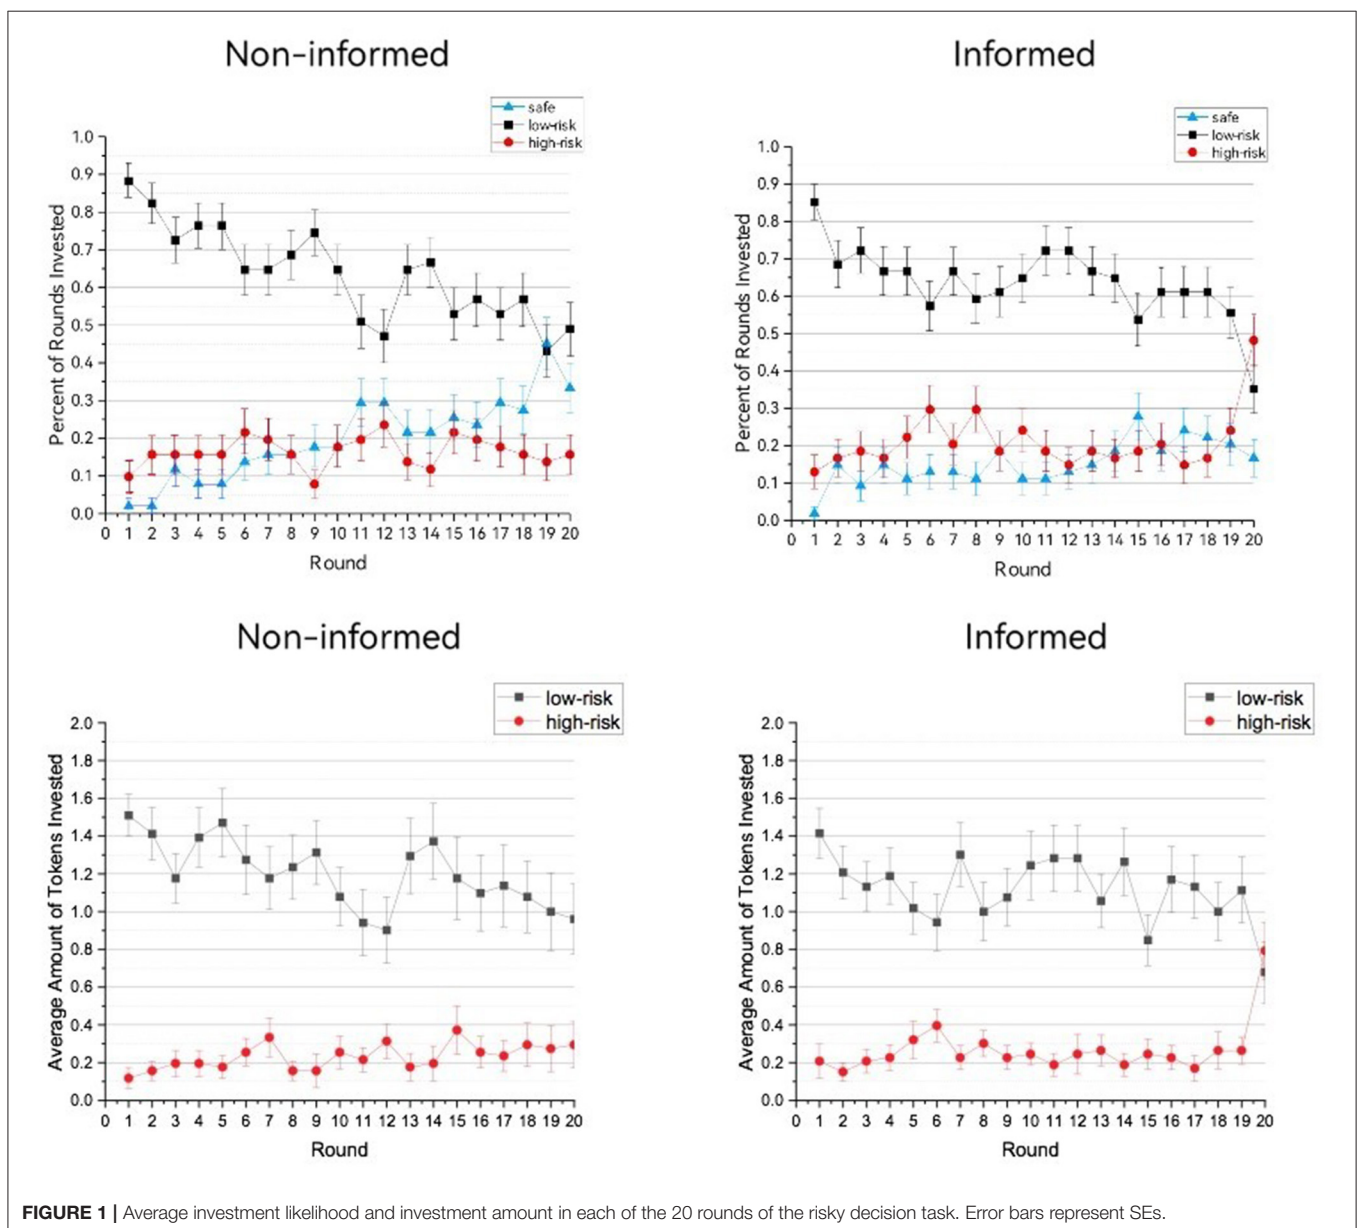 Non-informed
safe
low-risk
high-risk
1.0
0.9
0.8
0.7
0.6
0.5
0.4
0.3
0.2
0.1
0.0
Percent of Rounds Invested
0 1 2 3 4 5 6 7 8 9 10 11 12 13 14 15 16 17 18 19 20
Round
Informed
safe
low-risk
high-risk
1.0
0.9
0.8
0.7
0.6
0.5
0.4
0.3
0.2
0.1
0.0
Percent of Rounds Invested
0 1 2 3 4 5 6 7 8 9 10 11 12 13 14 15 16 17 18 19 20
Round
Non-informed
low-risk
high-risk
2.0
1.8
1.6
1.4
1.2
1.0
0.8
0.6
0.4
0.2
0.0
Average Amount of Tokens Invested
0 1 2 3 4 5 6 7 8 9 10 11 12 13 14 15 16 17 18 19 20
Round
Informed
low-risk
high-risk
2.0
1.8
1.6
1.4
1.2
1.0
0.8
0.6
0.4
0.2
0.0
Average Amount of Tokens Invested
0 1 2 3 4 5 6 7 8 9 10 11 12 13 14 15 16 17 18 19 20
Round
FIGURE 1 | Average investment likelihood and investment amount in each of the 20 rounds of the risky decision task. Error bars represent SEs.